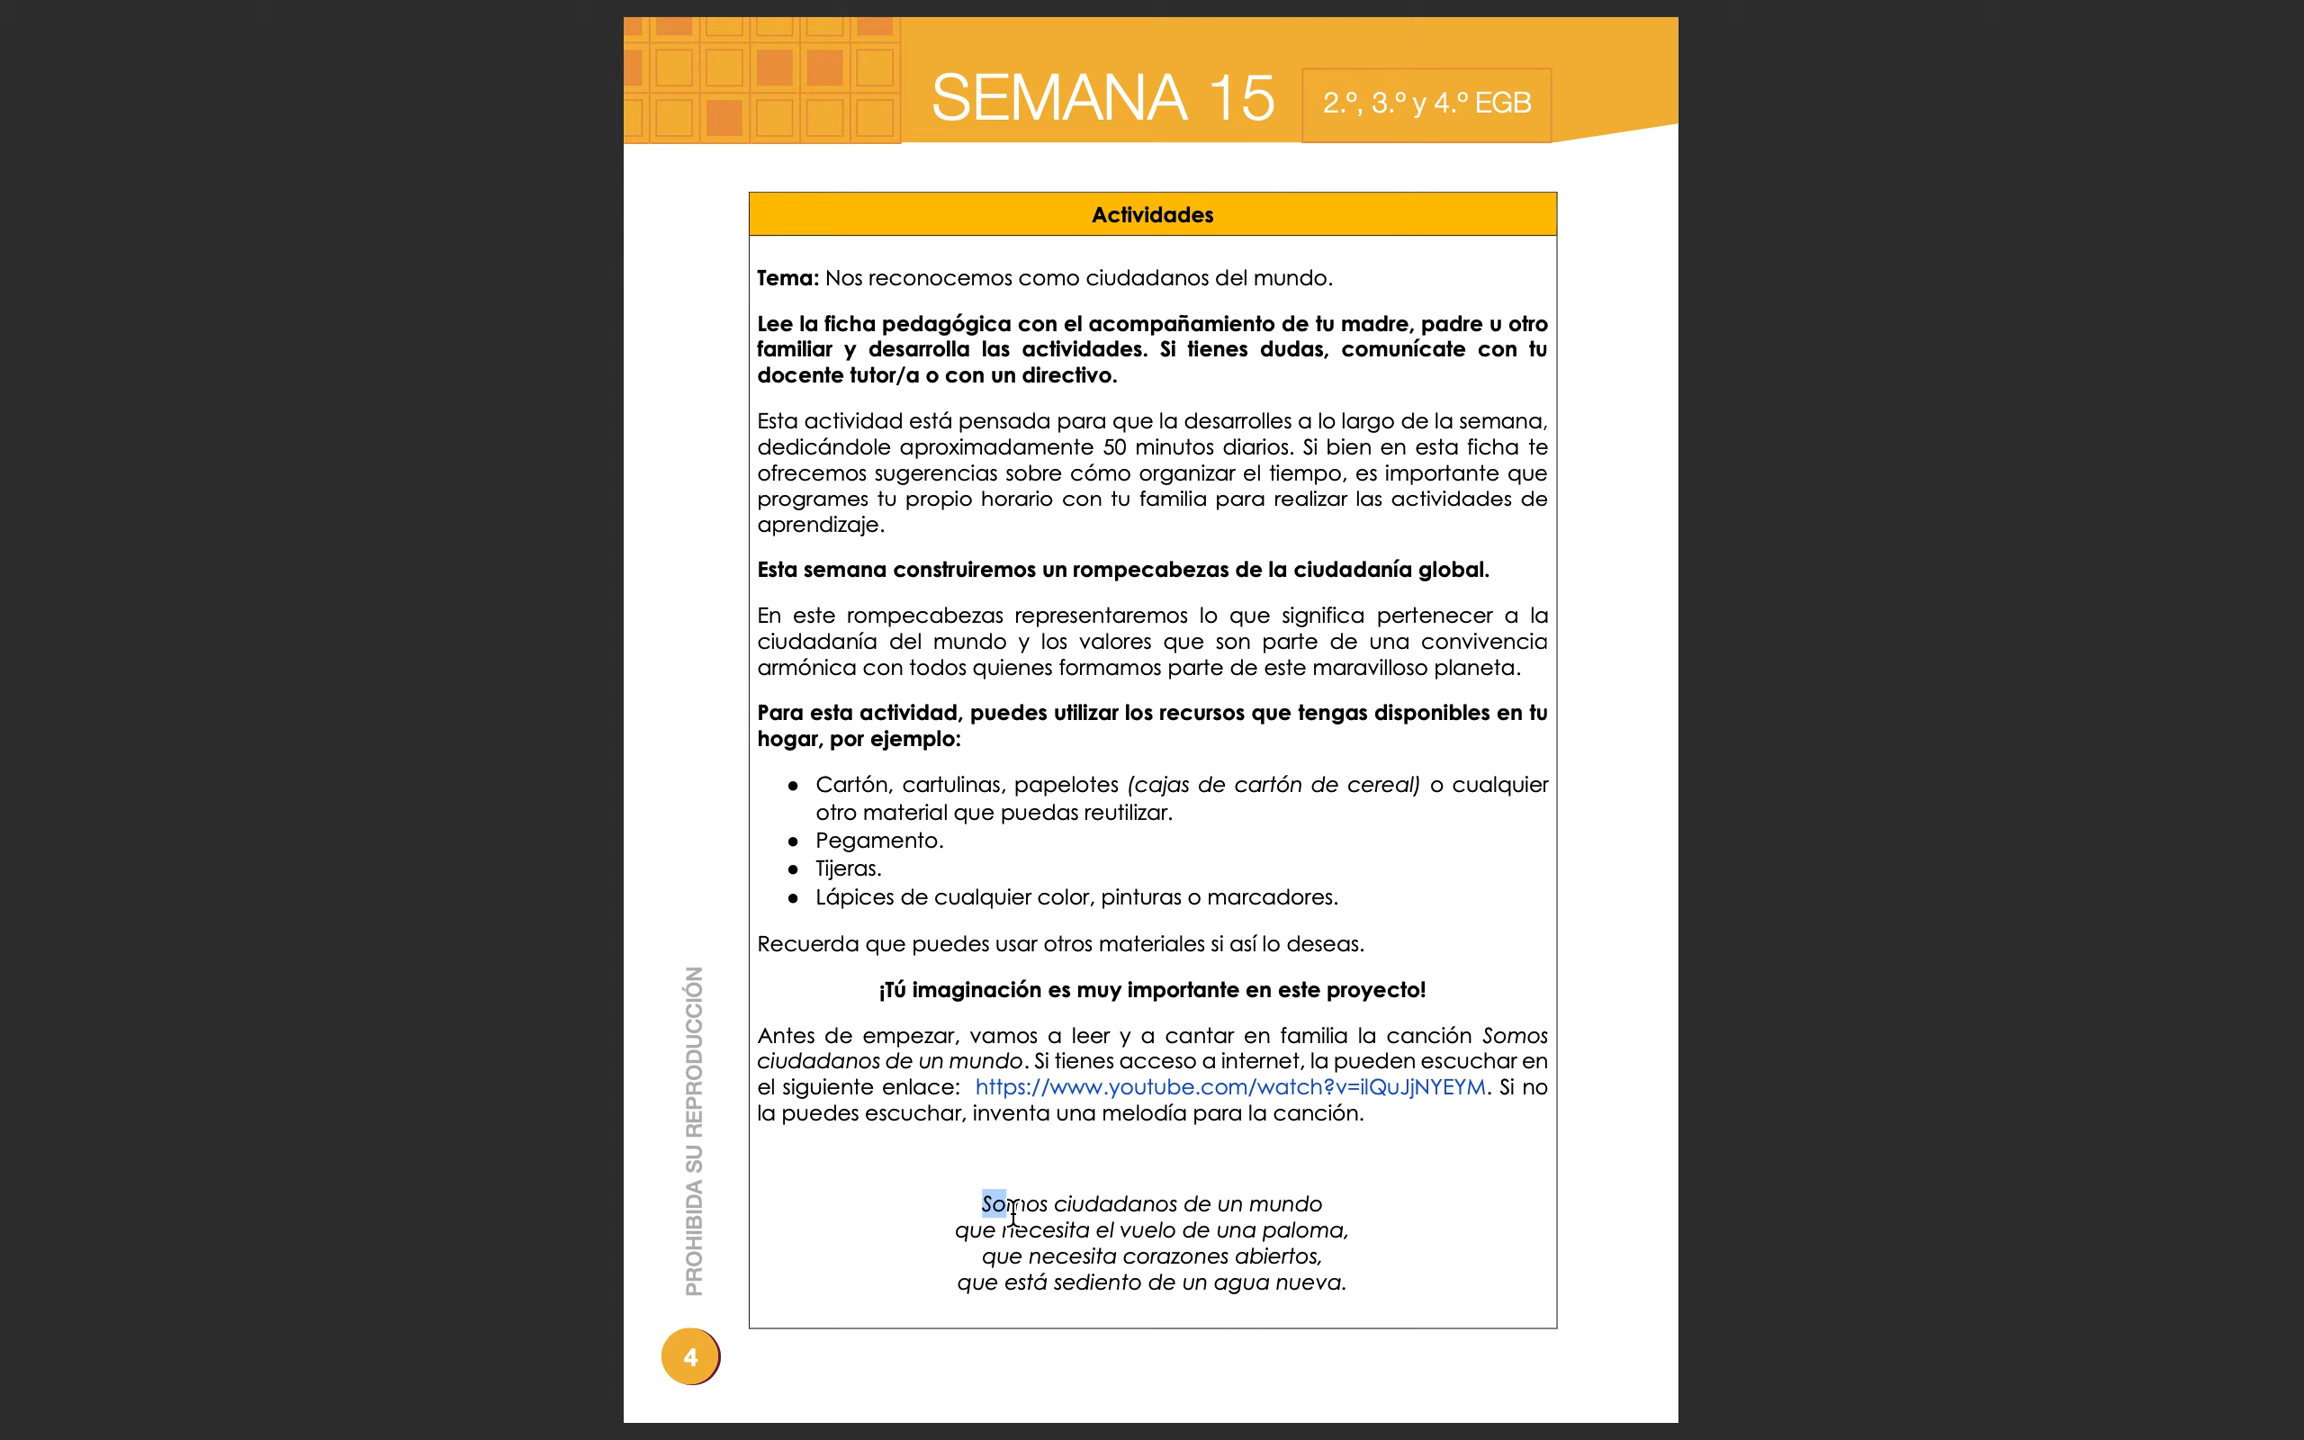 SEMANA 15
2.º, 3.º y 4.º EGB
Actividades
Tema: Nos reconocemos como ciudadanos del mundo.
Lee la ficha pedagógica con el acompañamiento de tu madre, padre u otro
familiar y desarrolla las actividades. Si tienes dudas, comunícate con tu
docente tutor/a o con un directivo.
Esta actividad está pensada para que la desarrolles a lo largo de la semana,
dedicándole aproximadamente 50 minutos diarios. Si bien en esta ficha te
ofrecemos sugerencias sobre cómo organizar el tiempo, es importante que
programes tu propio horario con tu familia para realizar las actividades de
aprendizaje.
Esta semana construiremos un rompecabezas de la ciudadanía global.
En este rompecabezas representaremos lo que significa pertenecer a la
ciudadanía del mundo y los valores que son parte de una convivencia
armónica con todos quienes formamos parte de este maravilloso planeta.
Para esta actividad, puedes utilizar los recursos que tengas disponibles en tu
hogar, por ejemplo:
● Cartón, cartulinas, papelotes (cajas de cartón de cereal) o cualquier
otro material que puedas reutilizar.
● Pegamento.
● Tijeras.
● Lápices de cualquier color, pinturas o marcadores.
Recuerda que puedes usar otros materiales si así lo deseas.
¡Tú imaginación es muy importante en este proyecto!
Antes de empezar, vamos a leer y a cantar en familia la canción Somos
ciudadanos de un mundo. Si tienes acceso a internet, la pueden escuchar en
el siguiente enlace: https://www.youtube.com/watch?v=ilQuJjNYEYM. Si no
la puedes escuchar, inventa una melodía para la canción.
Somos ciudadanos de un mundo
que necesita el vuelo de una paloma,
que necesita corazones abiertos,
que está sediento de un agua nueva.
PROHIBIDA SU REPRODUCCIÓN
4